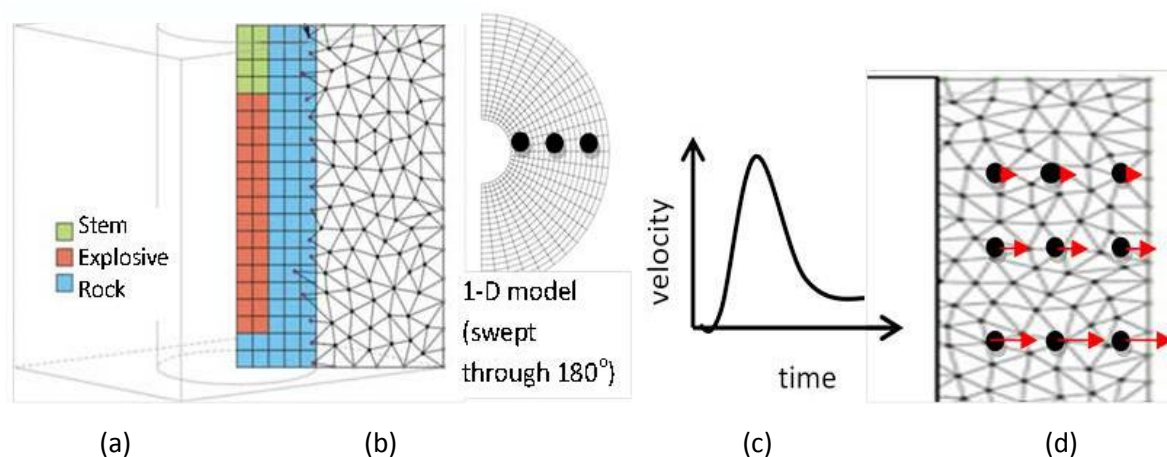 Stem
Explosive
Rock
1-D model
(swept
through 180°)
velocity
time
(a)
(b)
(c)
(d)